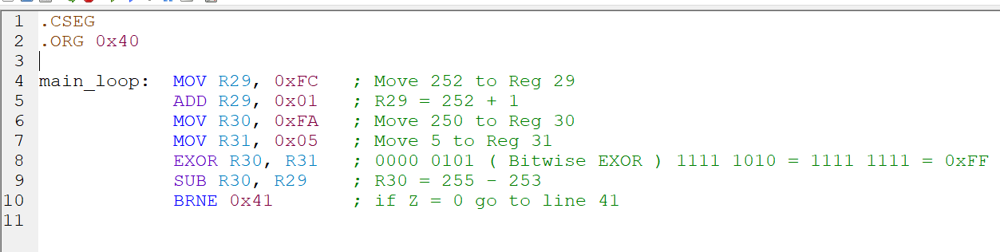 1 .CSEG
2 .ORG 0x40
3
4 main_loop: MOV R29, 0xFC ; Move 252 to Reg 29
5 ADD R29, 0x01 ; R29 = 252 + 1
6 MOV R30, 0xFA ; Move 250 to Reg 30
7 MOV R31, 0x05 ; Move 5 to Reg 31
8 EXOR R30, R31 ; 0000 0101 ( Bitwise EXOR ) 1111 1010 = 1111 1111 = 0xFF
9 SUB R30, R29 ; R30 = 255 - 253
10 BRNE 0x41 ; if Z = 0 go to line 41
11